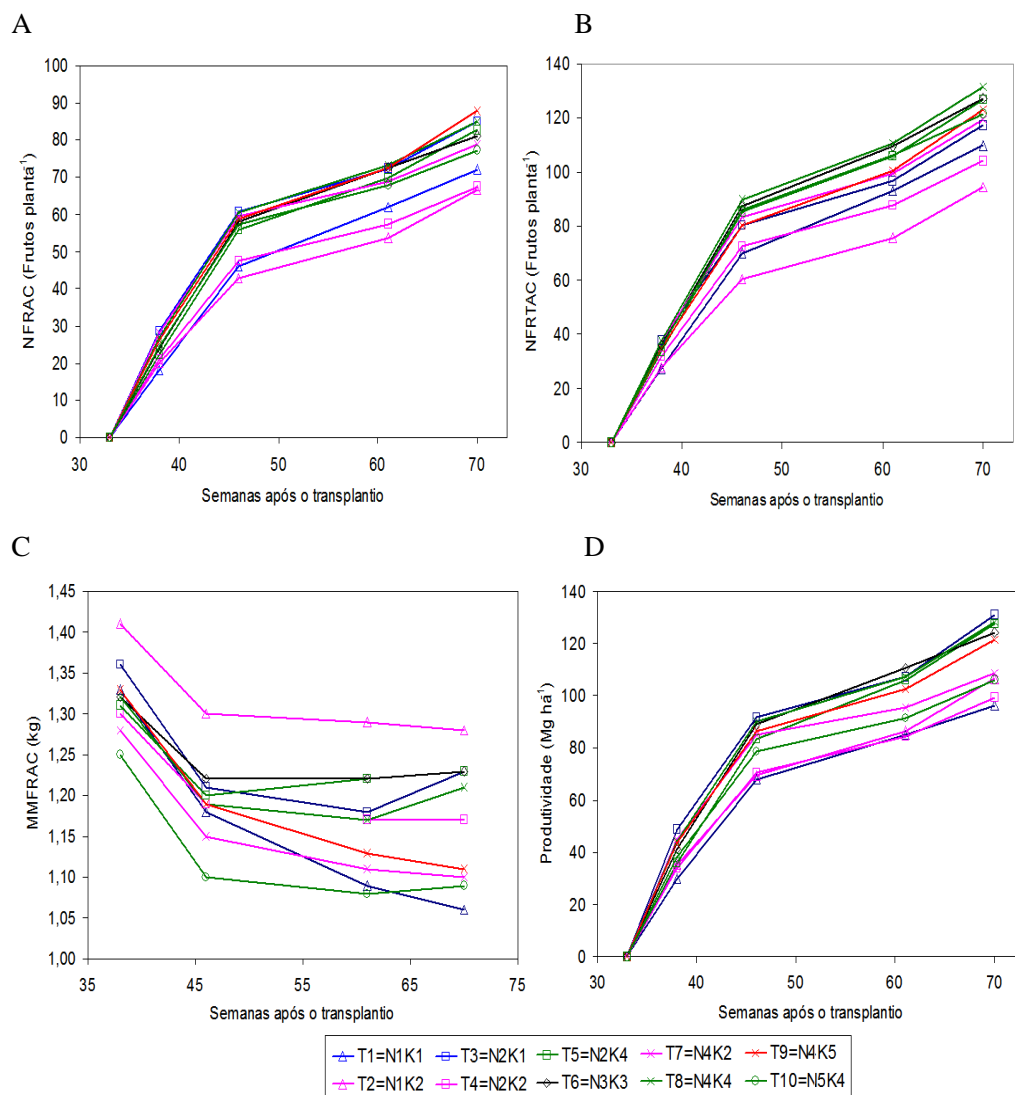 A
B
NFRAC (Frutos planta-1)
100
90
80
70
60
50
40
30
20
10
0
30 40 50 60 70
Semanas após o transplantio
NFRTAC (Frutos planta-1)
140
120
100
80
60
40
20
0
30 40 50 60 70
Semanas após o transplantio
C
D
MMFRAC (kg)
1,45
1,40
1,35
1,30
1,25
1,20
1,15
1,10
1,05
1,00
35 45 55 65 75
Semanas após o transplantio
Produtividade (Mg ha-1)
140
120
100
80
60
40
20
0
30 40 50 60 70
Semanas após o transplantio
T1=N1K1 T3=N2K1 T5=N2K4 T7=N4K2 T9=N4K5
T2=N1K2 T4=N2K2 T6=N3K3 T8=N4K4 T10=N5K4